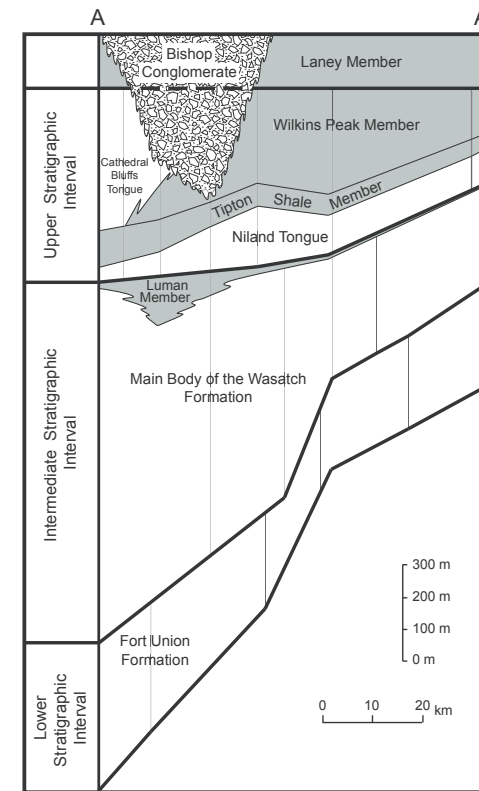 A
A
Bishop
Conglomerate
Laney Member
Wilkins Peak Member
Cathedral
Bluffs
Tongue
Tipton Shale Member
Niland Tongue
Upper Stratigraphic
Interval
Luman
Member
Main Body of the Wasatch
Formation
Intermediate Stratigraphic
Interval
300 m
200 m
100 m
0 m
Fort Union
Formation
0 10 20 km
Lower
Stratigraphic
Interval